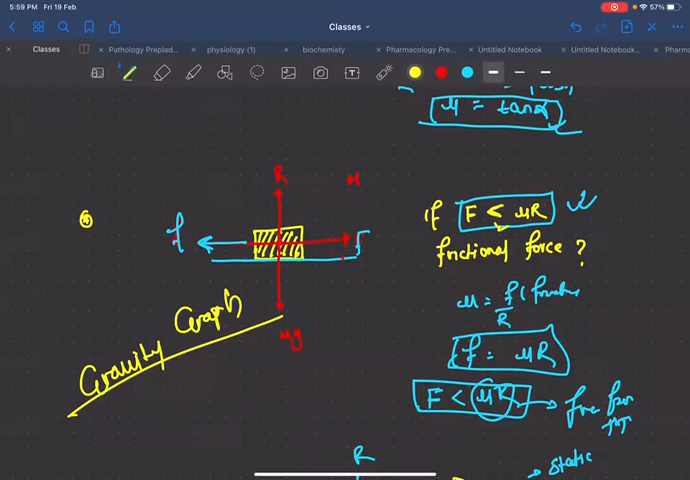 5:59 PM Fri 19 Feb
57%
Classes
Classes
Pathology Preplad...
physiology (1)
biochemisty
Pharmacology Pre...
Untitled Notebook
Untitled Notebook...
Pharma
μ = tanα
R
M
f
F
Mg
Gravity Graph
if F < μR
frictional force ?
μ = f
R
f = μR
F < μR →
R
→ static